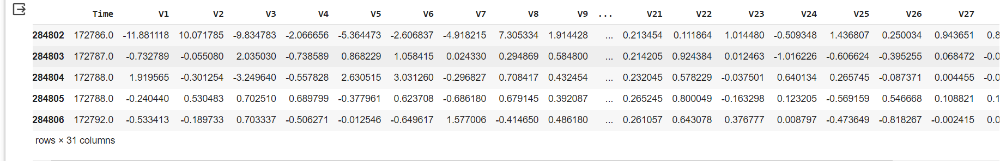 Time V1 V2 V3 V4 V5 V6 V7 V8 V9 ... V21 V22 V23 V24 V25 V26 V27
284802 172786.0 -11.881118 10.071785 -9.834783 -2.066656 -5.364473 -2.606837 -4.918215 7.305334 1.914428 ... 0.213454 0.111864 1.014480 -0.509348 1.436807 0.250034 0.943651 0.8
284803 172787.0 -0.732789 -0.055080 2.035030 -0.738589 0.868229 1.058415 0.024330 0.294869 0.584800 ... 0.214205 0.924384 0.012463 -1.016226 -0.606624 -0.395255 0.068472 -0.0
284804 172788.0 1.919565 -0.301254 -3.249640 -0.557828 2.630515 3.031260 -0.296827 0.708417 0.432454 ... 0.232045 0.578229 -0.037501 0.640134 0.265745 -0.087371 0.004455 -0.0
284805 172788.0 -0.240440 0.530483 0.702510 0.689799 -0.377961 0.623708 -0.686180 0.679145 0.392087 ... 0.265245 0.800049 -0.163298 0.123205 -0.569159 0.546668 0.108821 0.1
284806 172792.0 -0.533413 -0.189733 0.703337 -0.506271 -0.012546 -0.649617 1.577006 -0.414650 0.486180 ... 0.261057 0.643078 0.376777 0.008797 -0.473649 -0.818267 -0.002415 0.0
rows × 31 columns